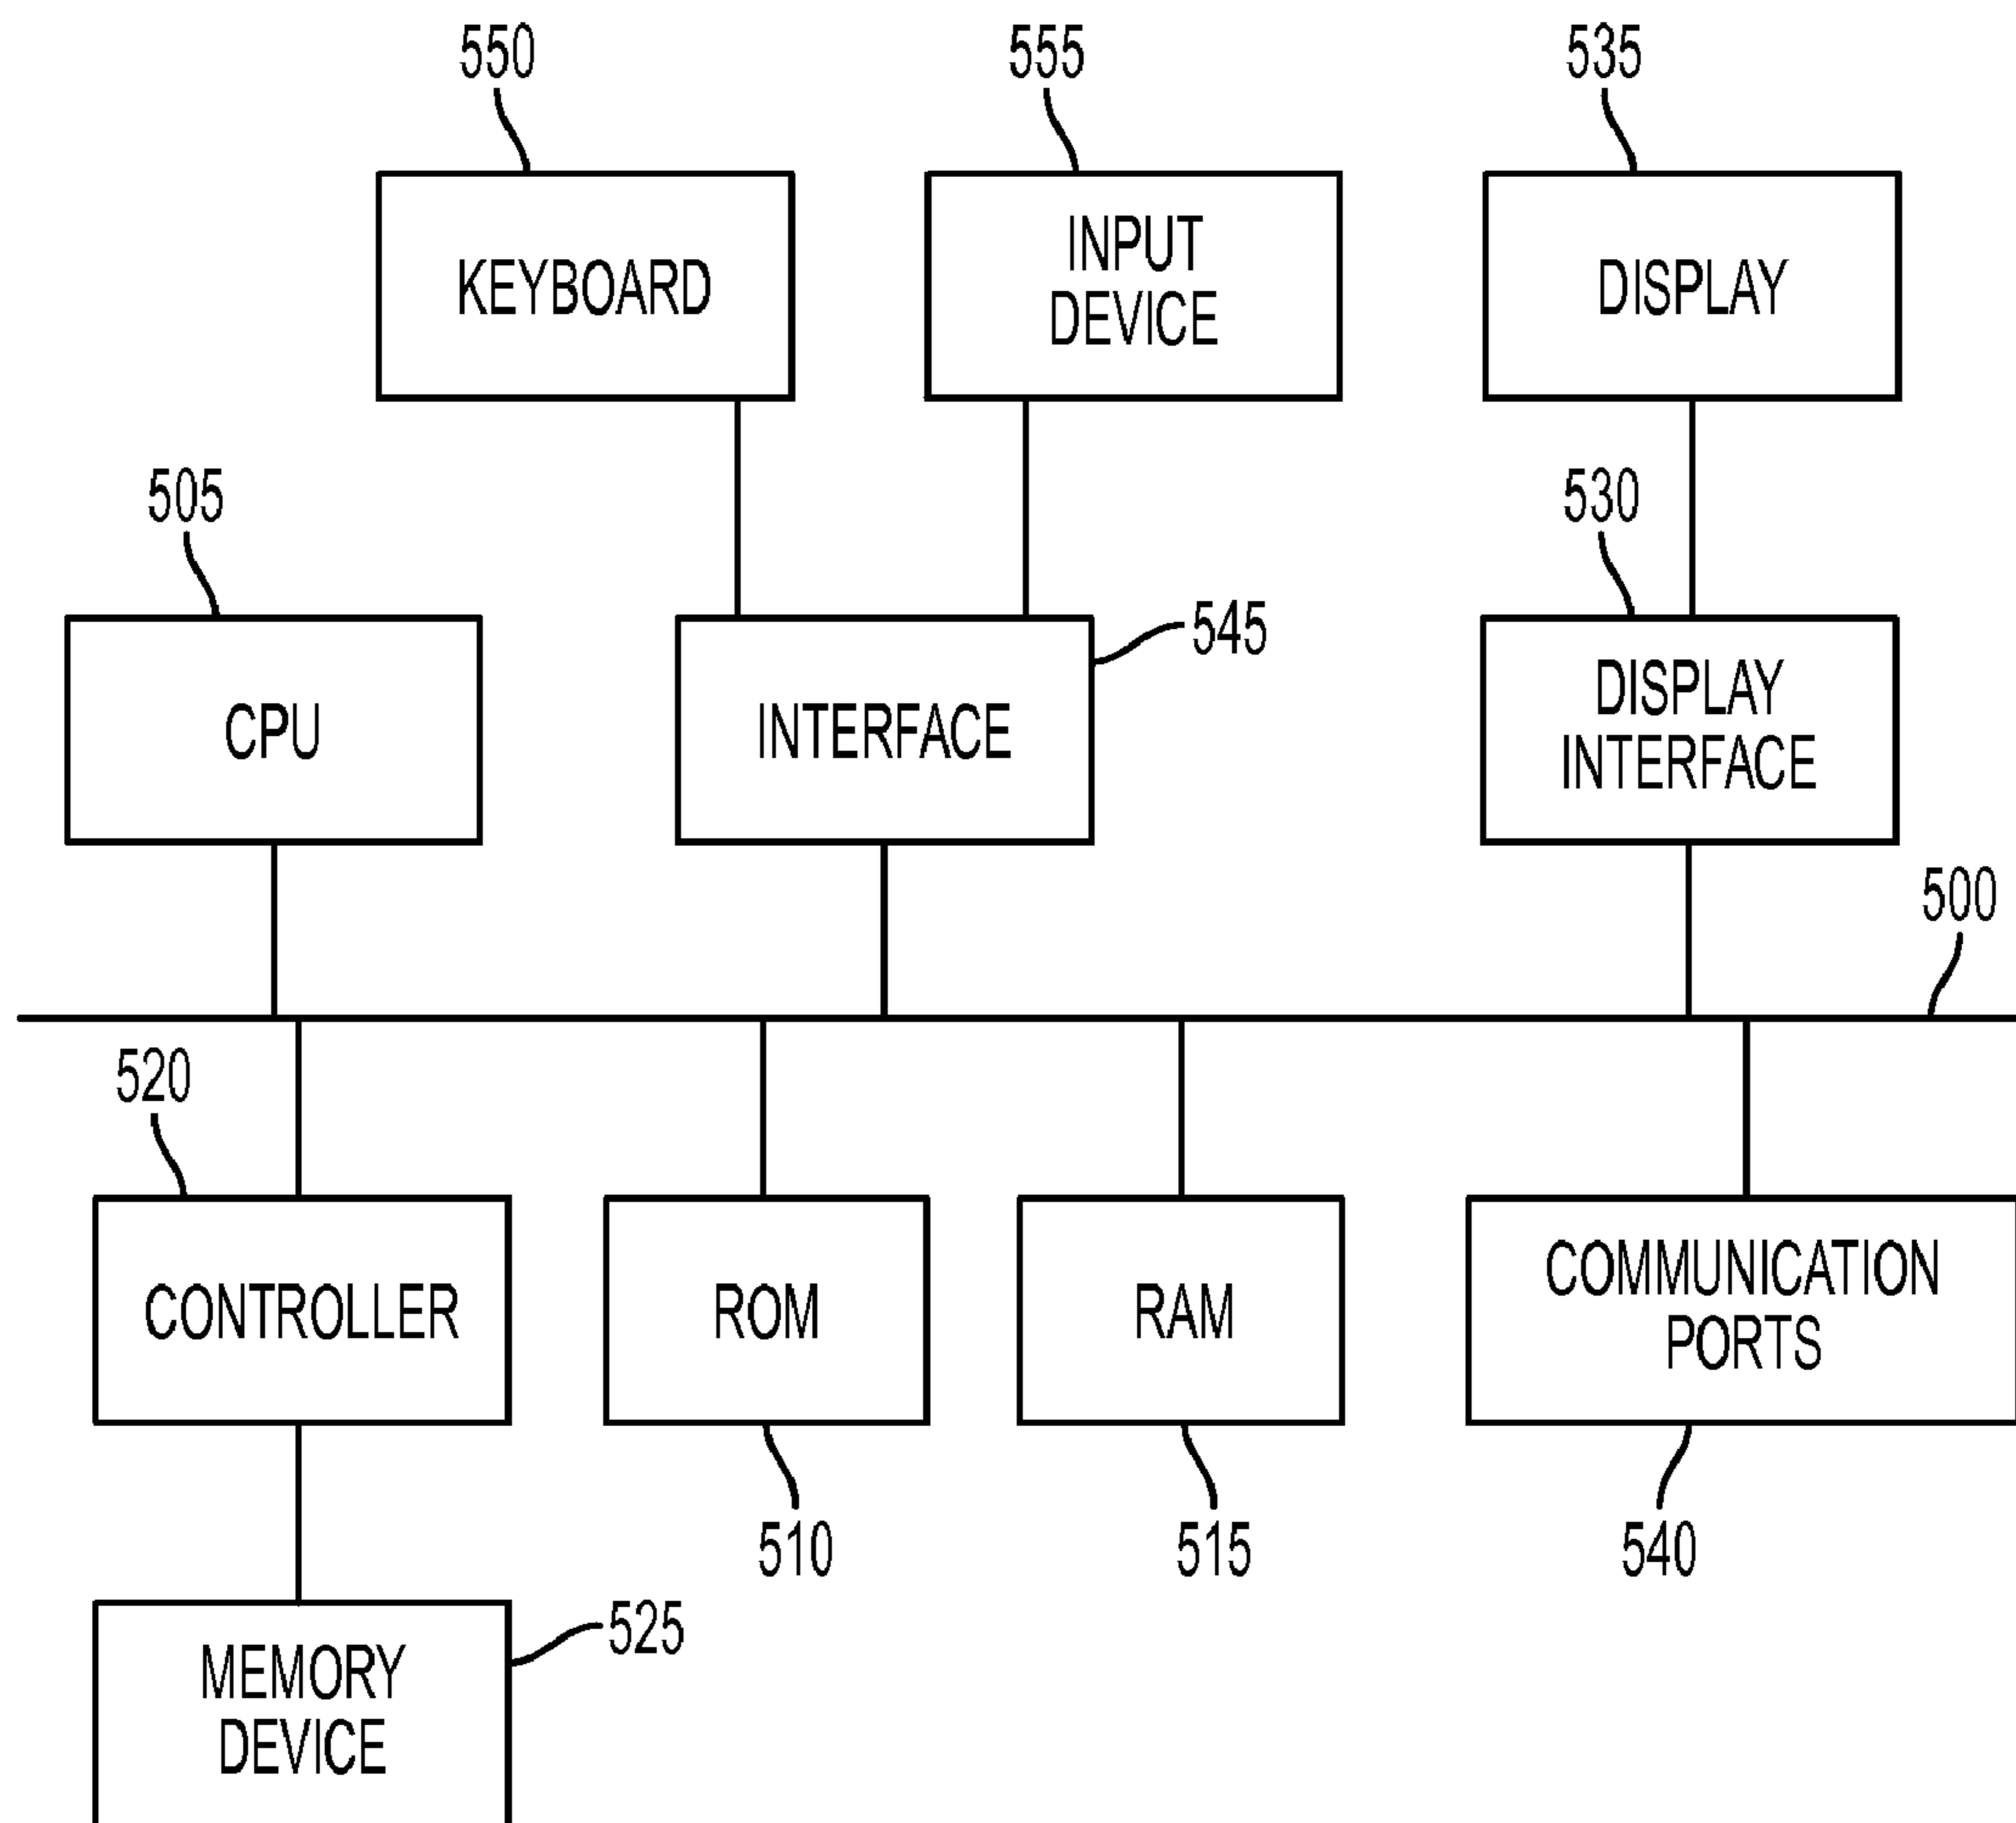 550
555
535
KEYBOARD
INPUT
DEVICE
DISPLAY
505
530
545
CPU
INTERFACE
DISPLAY
INTERFACE
500
520
CONTROLLER
ROM
RAM
COMMUNICATION
PORTS
510
515
540
525
MEMORY
DEVICE